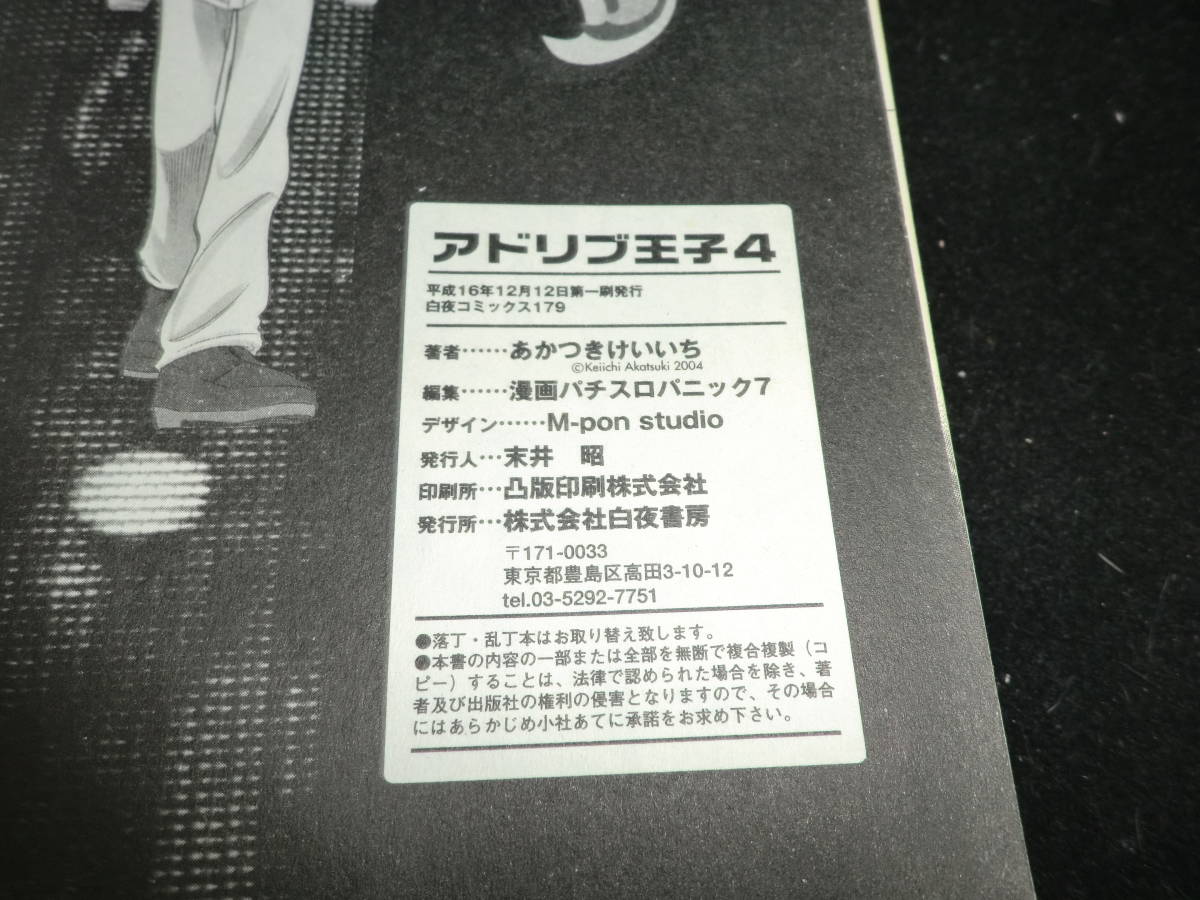 アドリブ王子4
平成16年12月12日第一刷発行
白夜コミックス179
著者……あかつきけいいち
©Keiichi Akatsuki 2004
編集……漫画パチスロパニック7
デザイン……M-pon studio
発行人…末井 昭
印刷所…凸版印刷株式会社
発行所…株式会社白夜書房
〒171-0033
東京都豊島区高田3-10-12
tel.03-5292-7751
●落丁・乱丁本はお取り替え致します。
●本書の内容の一部または全部を無断で複合複製（コ
ピー）することは、法律で認められた場合を除き、著
者及び出版社の権利の侵害となりますので、その場合
にはあらかじめ小社あてに承諾をお求め下さい。